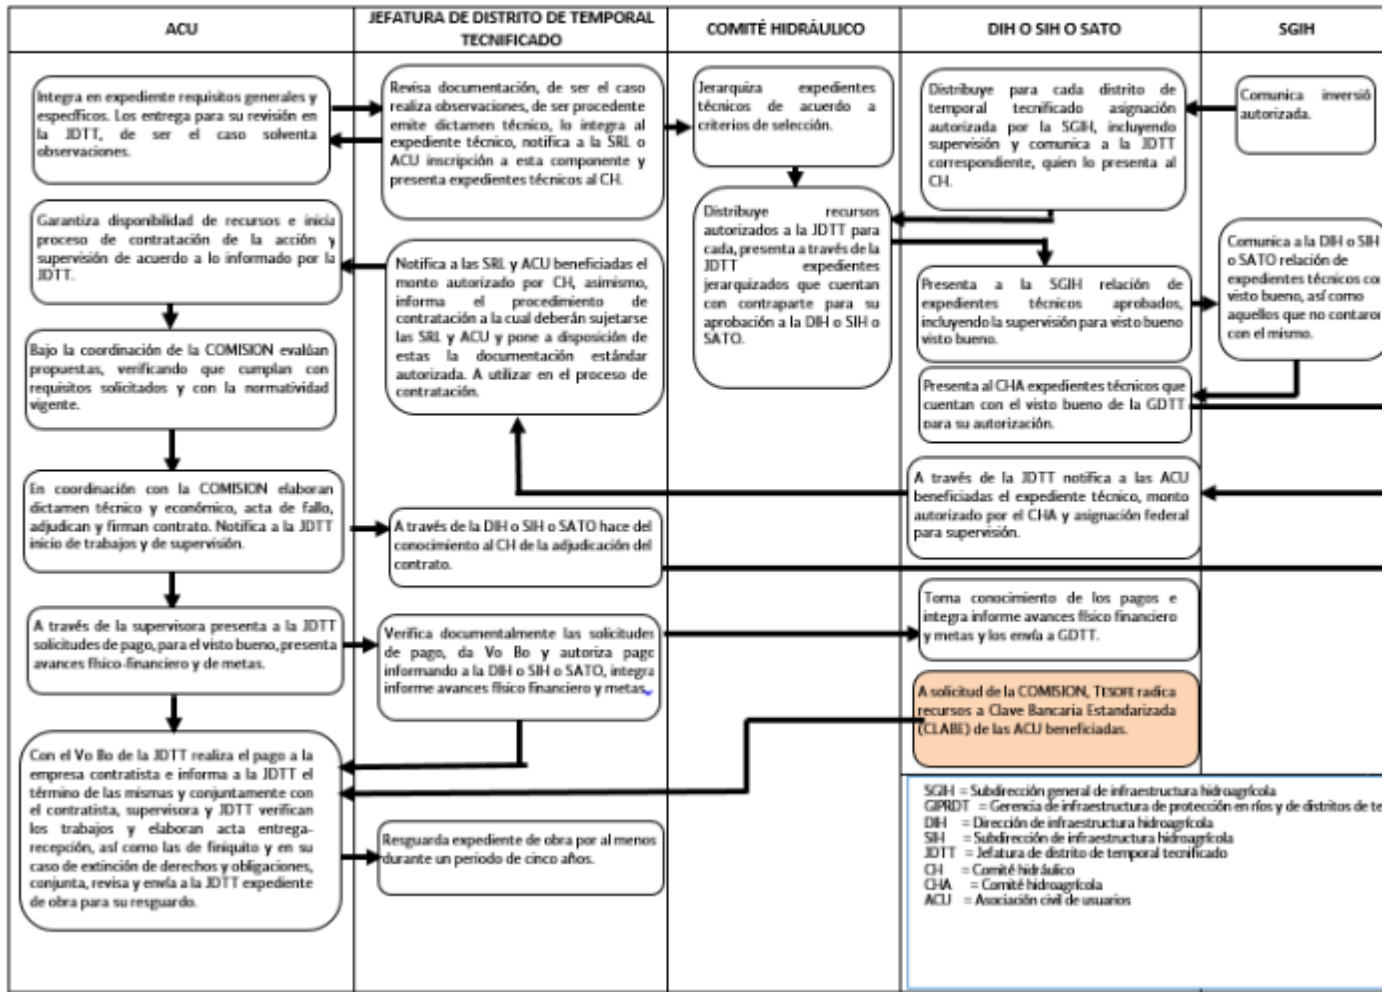 ACU
JEFATURA DE DISTRITO DE TEMPORAL
TECNIFICADO
COMITÉ HIDRÁULICO
DIH O SIH O SATO
SGIH
Integra en expediente requisitos generales y
específicos. Los entrega para su revisión en
la JDTT, de ser el caso solventa
observaciones.
Garantiza disponibilidad de recursos e inicia
proceso de contratación de la acción y
supervisión de acuerdo a lo informado por la
JDTT.
Bajo la coordinación de la COMISION evalúan
propuestas, verificando que cumplan con
requisitos solicitados y con la normatividad
vigente.
En coordinación con la COMISION elaboran
dictamen técnico y económico, acta de fallo,
adjudican y firman contrato. Notifica a la JDTT
inicio de trabajos y de supervisión.
A través de la supervisora presenta a la JDTT
solicitudes de pago, para el visto bueno, presenta
avances físico-financiero y de metas.
Con el Vo Bo de la JDTT realiza el pago a la
empresa contratista e informa a la JDTT el
término de las mismas y conjuntamente con
el contratista, supervisora y JDTT verifican
los trabajos y elaboran acta entrega-
recepción, así como las de finiquito y en su
caso de extinción de derechos y obligaciones,
conjunta, revisa y envía a la JDTT expediente
de obra para su resguardo.
Revisa documentación, de ser el caso
realiza observaciones, de ser procedente
emite dictamen técnico, lo integra al
expediente técnico, notifica a la SRL o
ACU inscripción a esta componente y
presenta expedientes técnicos al CH.
Notifica a las SRL y ACU beneficiadas el
monto autorizado por CH, asimismo,
informa el procedimiento de
contratación a la cual deberán sujetarse
las SRL y ACU y pone a disposición de
estas la documentación estándar
autorizada. A utilizar en el proceso de
contratación.
A través de la DIH o SIH o SATO hace del
conocimiento al CH de la adjudicación del
contrato.
Verifica documentalmente las solicitudes
de pago, da Vo Bo y autoriza pago
informando a la DIH o SIH o SATO, integra
informe avances físico financiero y metas.
Resguarda expediente de obra por al menos
durante un periodo de cinco años.
Jerarquiza expedientes
técnicos de acuerdo a
criterios de selección.
Distribuye recursos
autorizados a la JDTT para
cada, presenta a través de la
JDTT expedientes
jerarquizados que cuentan
con contraparte para su
aprobación a la DIH o SIH o
SATO.
Distribuye para cada distrito de
temporal tecnificado asignación
autorizada por la SGIH, incluyendo
supervisión y comunica a la JDTT
correspondiente, quien lo presenta al
CH.
Presenta a la SGIH relación de
expedientes técnicos aprobados,
incluyendo la supervisión para visto bueno
visto bueno.
Presenta al CHA expedientes técnicos que
cuentan con el visto bueno de la GDTT
para su autorización.
A través de la JDTT notifica a las ACU
beneficiadas el expediente técnico, monto
autorizado por el CHA y asignación federal
para supervisión.
Toma conocimiento de los pagos e
integra informe avances físico financiero
y metas y los envía a GDTT.
A solicitud de la COMISION, TESOFE radica
recursos a Clave Bancaria Estandarizada
(CLABE) de las ACU beneficiadas.
Comunica inversió
autorizada.
Comunica a la DIH o SIH
o SATO relación de
expedientes técnicos co
visto bueno, así como
aquellos que no contaro
con el mismo.
SGIH = Subdirección general de infraestructura hidroagrícola
GIPRDT = Gerencia de infraestructura de protección en ríos y de distritos de te
DIH = Dirección de infraestructura hidroagrícola
SIH = Subdirección de infraestructura hidroagrícola
JDTT = Jefatura de distrito de temporal tecnificado
CH = Comité hidráulico
CHA = Comité hidroagrícola
ACU = Asociación civil de usuarios